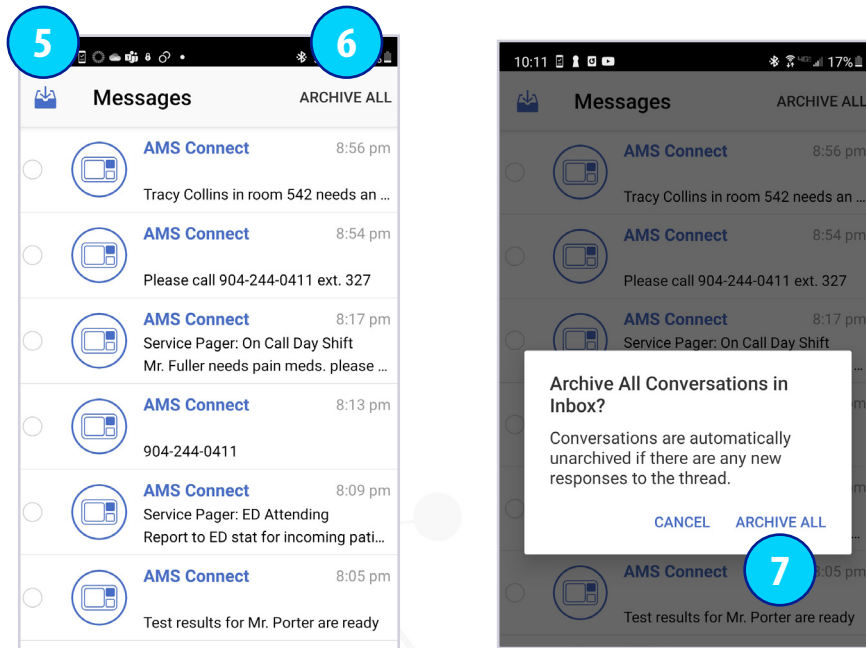 5
6
Messages
ARCHIVE ALL
AMS Connect
8:56 pm
Tracy Collins in room 542 needs an ...
AMS Connect
8:54 pm
Please call 904-244-0411 ext. 327
AMS Connect
8:17 pm
Service Pager: On Call Day Shift
Mr. Fuller needs pain meds. please ...
AMS Connect
8:13 pm
904-244-0411
AMS Connect
8:09 pm
Service Pager: ED Attending
Report to ED stat for incoming pati...
AMS Connect
8:05 pm
Test results for Mr. Porter are ready
10:11
17%
Messages
ARCHIVE ALL
AMS Connect
8:56 pm
Tracy Collins in room 542 needs an ...
AMS Connect
8:54 pm
Please call 904-244-0411 ext. 327
AMS Connect
8:17 pm
Service Pager: On Call Day Shift
Archive All Conversations in
Inbox?
Conversations are automatically
unarchived if there are any new
responses to the thread.
CANCEL
ARCHIVE ALL
7
AMS Connect
8:05 pm
Test results for Mr. Porter are ready